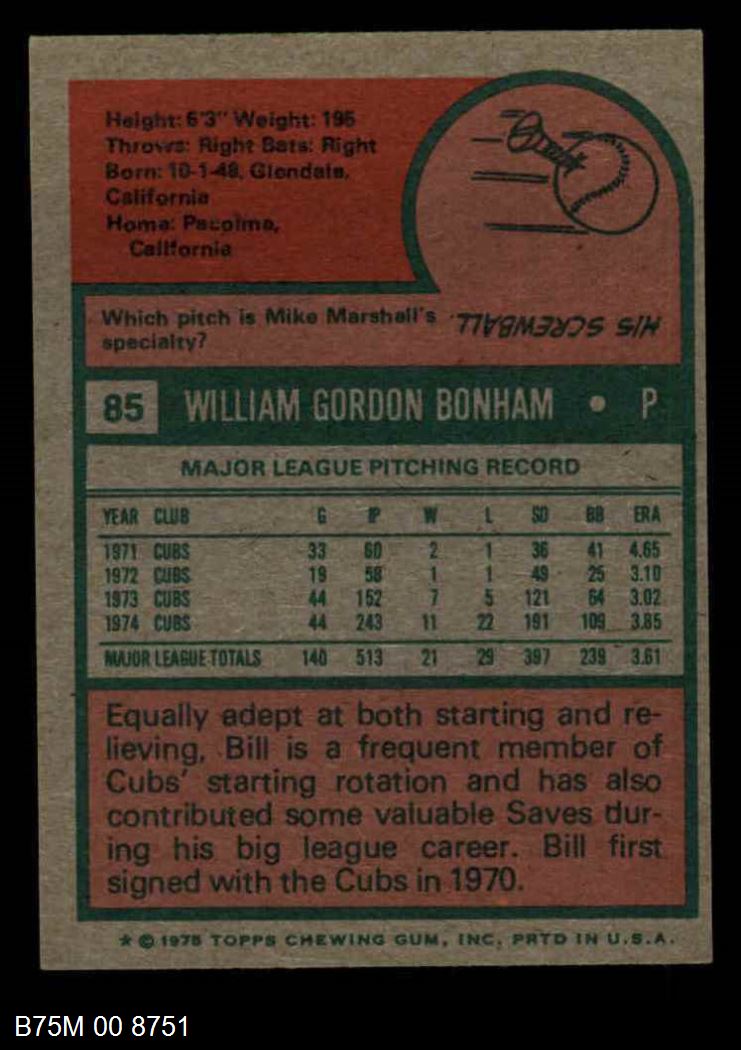 Height: 6'3" Weight: 195
Throws: Right Bats: Right
Born: 10-1-48, Glendale,
California
Home: Pacoima,
California
Which pitch is Mike Marshall's
specialty?
HIS SCREWBALL.
85 WILLIAM GORDON BONHAM • P
MAJOR LEAGUE PITCHING RECORD
YEAR CLUB G IP W L SO BB ERA
1971 CUBS 33 60 2 1 36 41 4.65
1972 CUBS 19 58 1 1 49 25 3.10
1973 CUBS 44 152 7 5 121 64 3.02
1974 CUBS 44 243 11 22 191 109 3.85
MAJOR LEAGUE TOTALS 140 513 21 29 397 239 3.61
Equally adept at both starting and re-
lieving, Bill is a frequent member of
Cubs' starting rotation and has also
contributed some valuable Saves dur-
ing his big league career. Bill first
signed with the Cubs in 1970.
* © 1975 TOPPS CHEWING GUM, INC. PRTD IN U.S.A.
B75M 00 8751